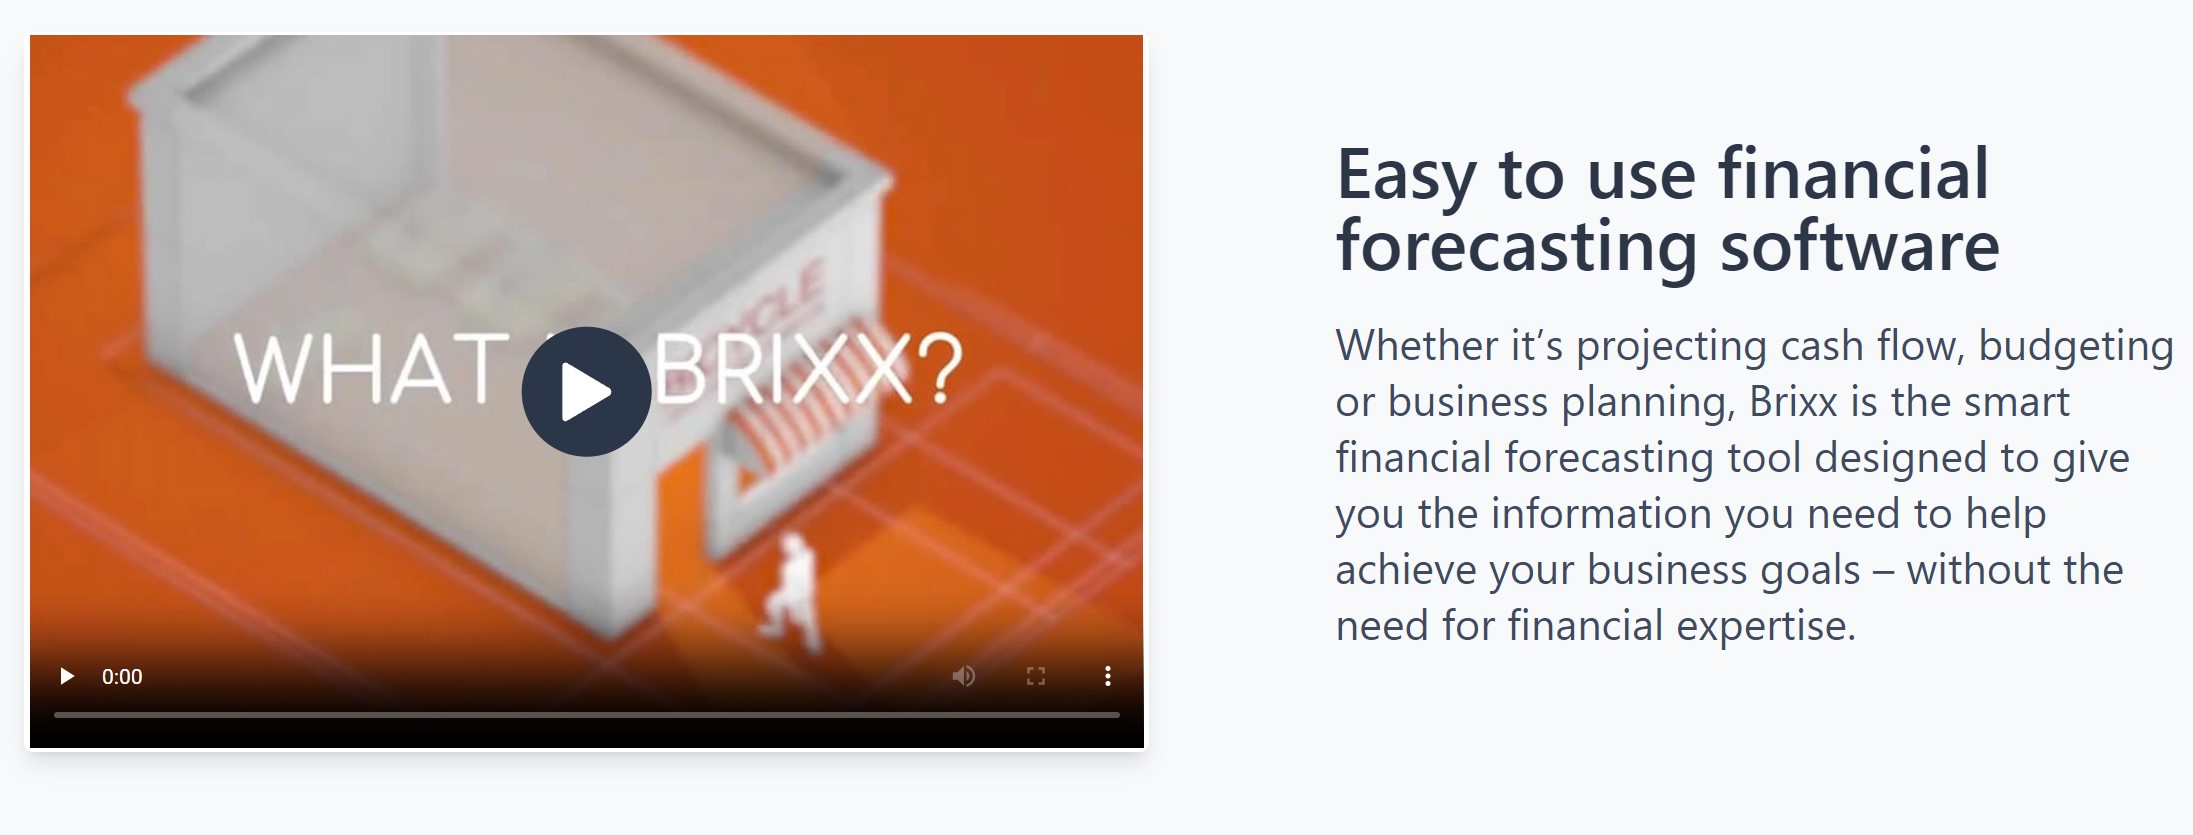 WHAT BRIXX?
0:00
Easy to use financial
forecasting software
Whether it’s projecting cash flow, budgeting
or business planning, Brixx is the smart
financial forecasting tool designed to give
you the information you need to help
achieve your business goals – without the
need for financial expertise.